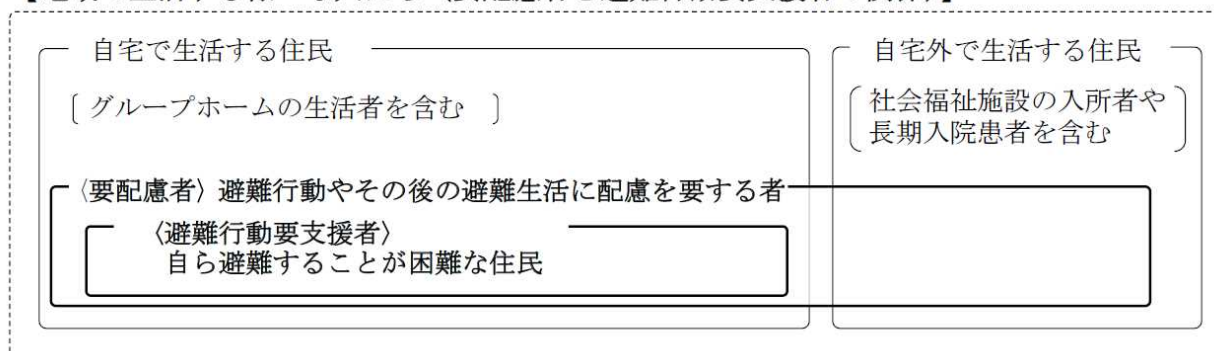 自宅で生活する住民
〔グループホームの生活者を含む 〕
自宅外で生活する住民
社会福祉施設の入所者や
長期入院患者を含む
〈要配慮者〉避難行動やその後の避難生活に配慮を要する者
〈避難行動要支援者〉
自ら避難することが困難な住民